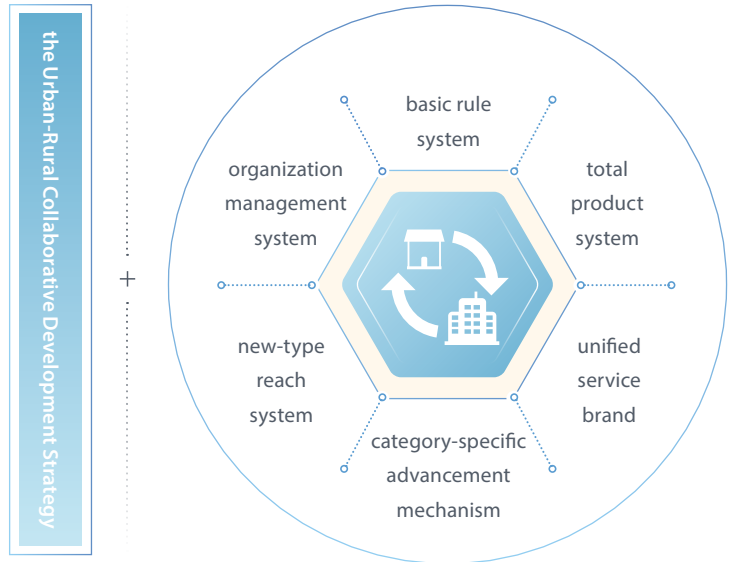 the Urban-Rural Collaborative Development Strategy
+
basic rule
system
total
product
system
unified
service
brand
category-specific
advancement
mechanism
new-type
reach
system
organization
management
system